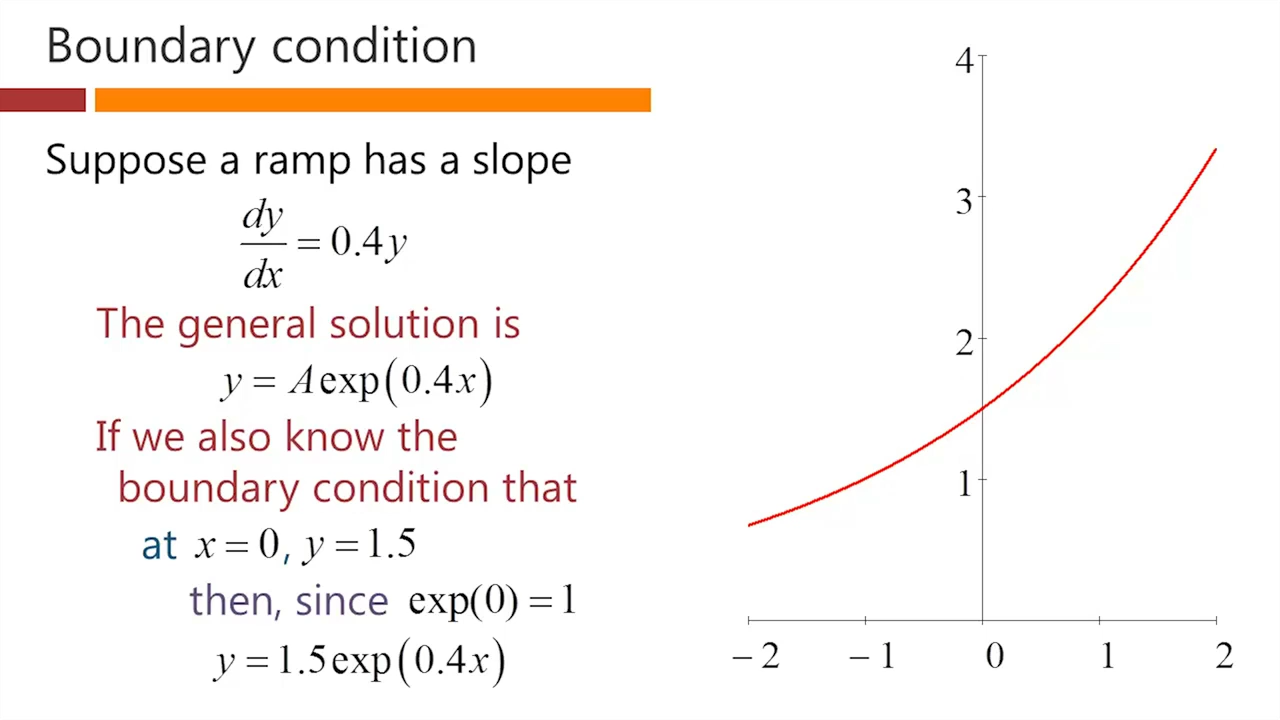 Boundary condition
Suppose a ramp has a slope
dy/dx = 0.4y
The general solution is
y = A exp(0.4x)
If we also know the
boundary condition that
at x = 0, y = 1.5
then, since exp(0) = 1
y = 1.5 exp(0.4x)
4
3
2
1
−2 −1 0 1 2